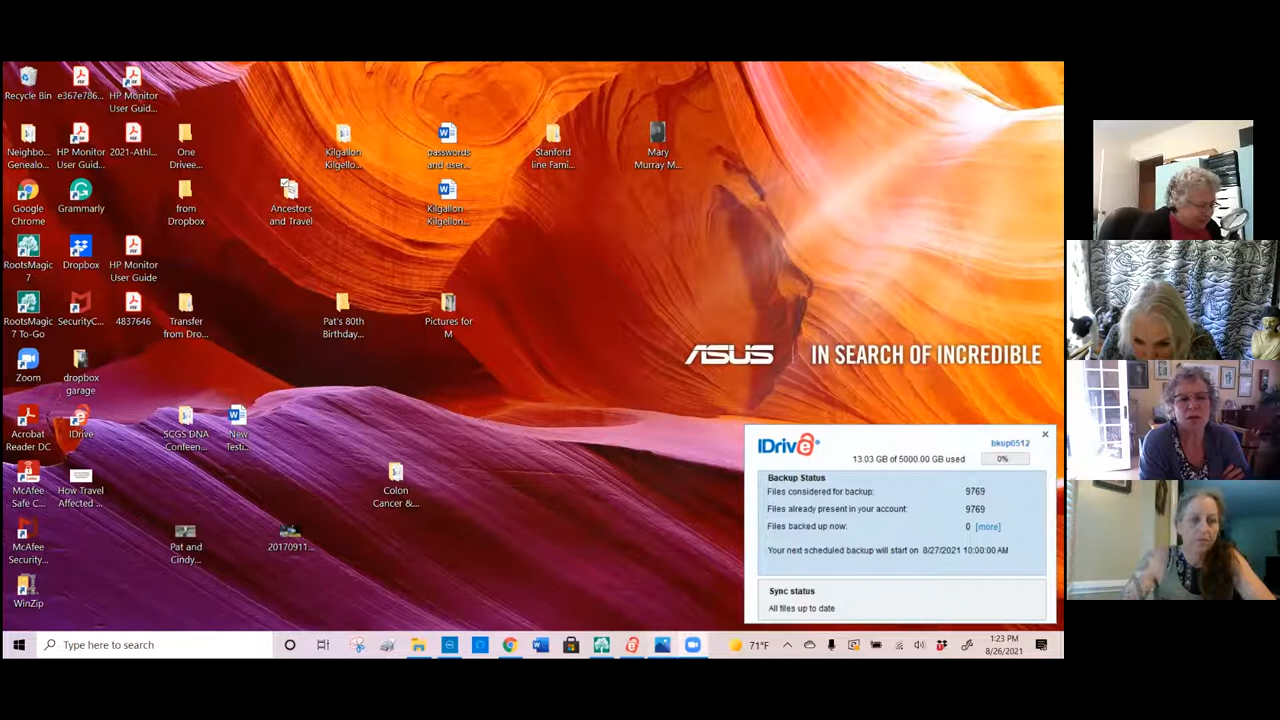 Recycle Bin
e367e786...
HP Monitor
User Guid...
Neighbo...
Genealo...
HP Monitor
User Guid...
2021-Athl...
One
Drivee...
Kilgallon
Kilgello...
passwords
and-user...
Stanford
line Fami...
Mary
Murray M...
Google
Chrome
Grammarly
from
Dropbox
Ancestors
and Travel
Kilgallon
Kilgellon...
RootsMagic
7
Dropbox
HP Monitor
User Guide
RootsMagic
7 To-Go
SecurityC...
4837646
Transfer
from Dro...
Pat's 80th
Birthday...
Pictures for
M
Zoom
dropbox
garage
ASUS
IN SEARCH OF INCREDIBLE
Acrobat
Reader DC
IDrive
SCGS DNA
Confeen...
New
Testi...
McAfee
Safe C...
How Travel
Affected ...
Colon
Cancer &...
McAfee
Security...
Pat and
Cindy...
20170911...
WinZip
IDrive®
bkup0512
13.03 GB of 5000.00 GB used
0%
Backup Status
Files considered for backup:
9769
Files already present in your account:
9769
Files backed up now:
0 [more]
Your next scheduled backup will start on 8/27/2021 10:00:00 AM
Sync status
All files up to date
Type here to search
71°F
1:23 PM
8/26/2021